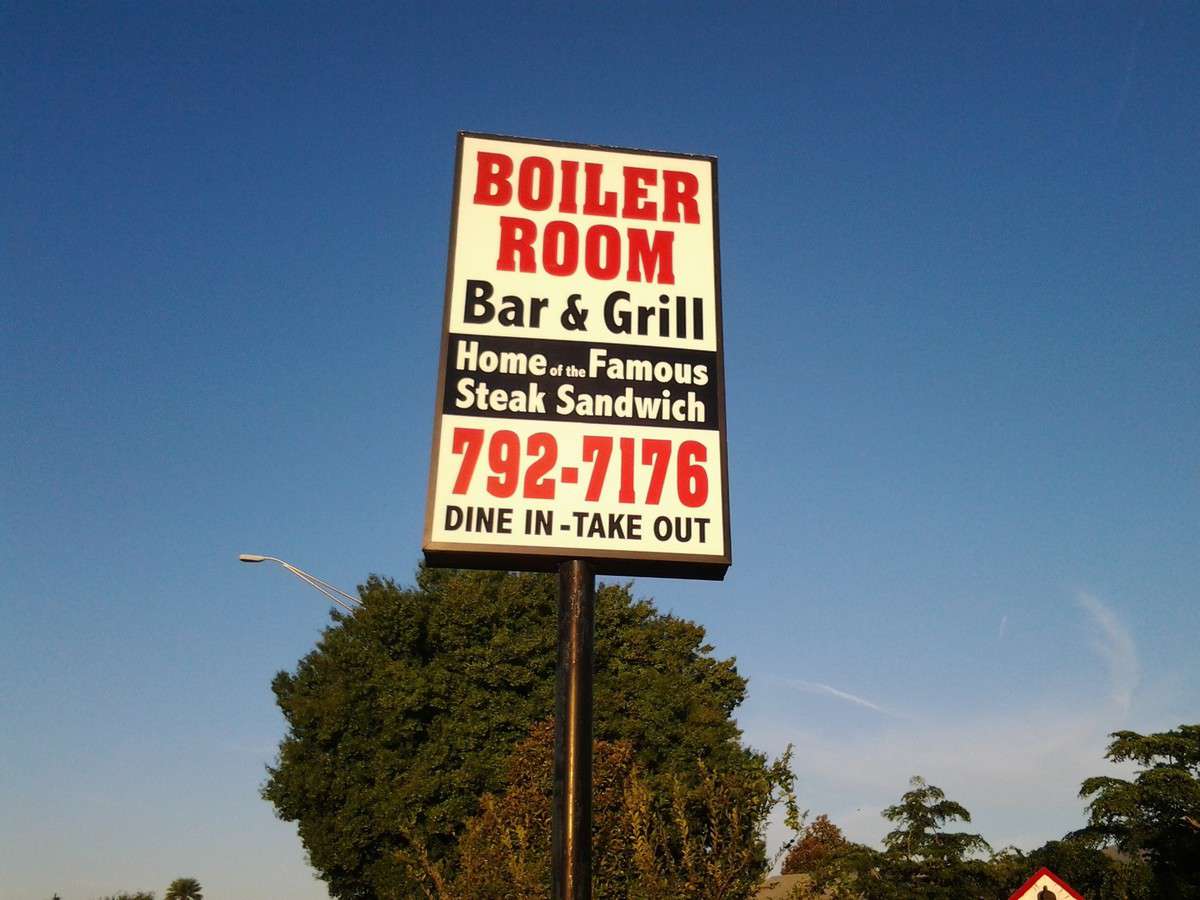 BOILER
ROOM
Bar & Grill
Home of the Famous
Steak Sandwich
792-7176
DINE IN - TAKE OUT